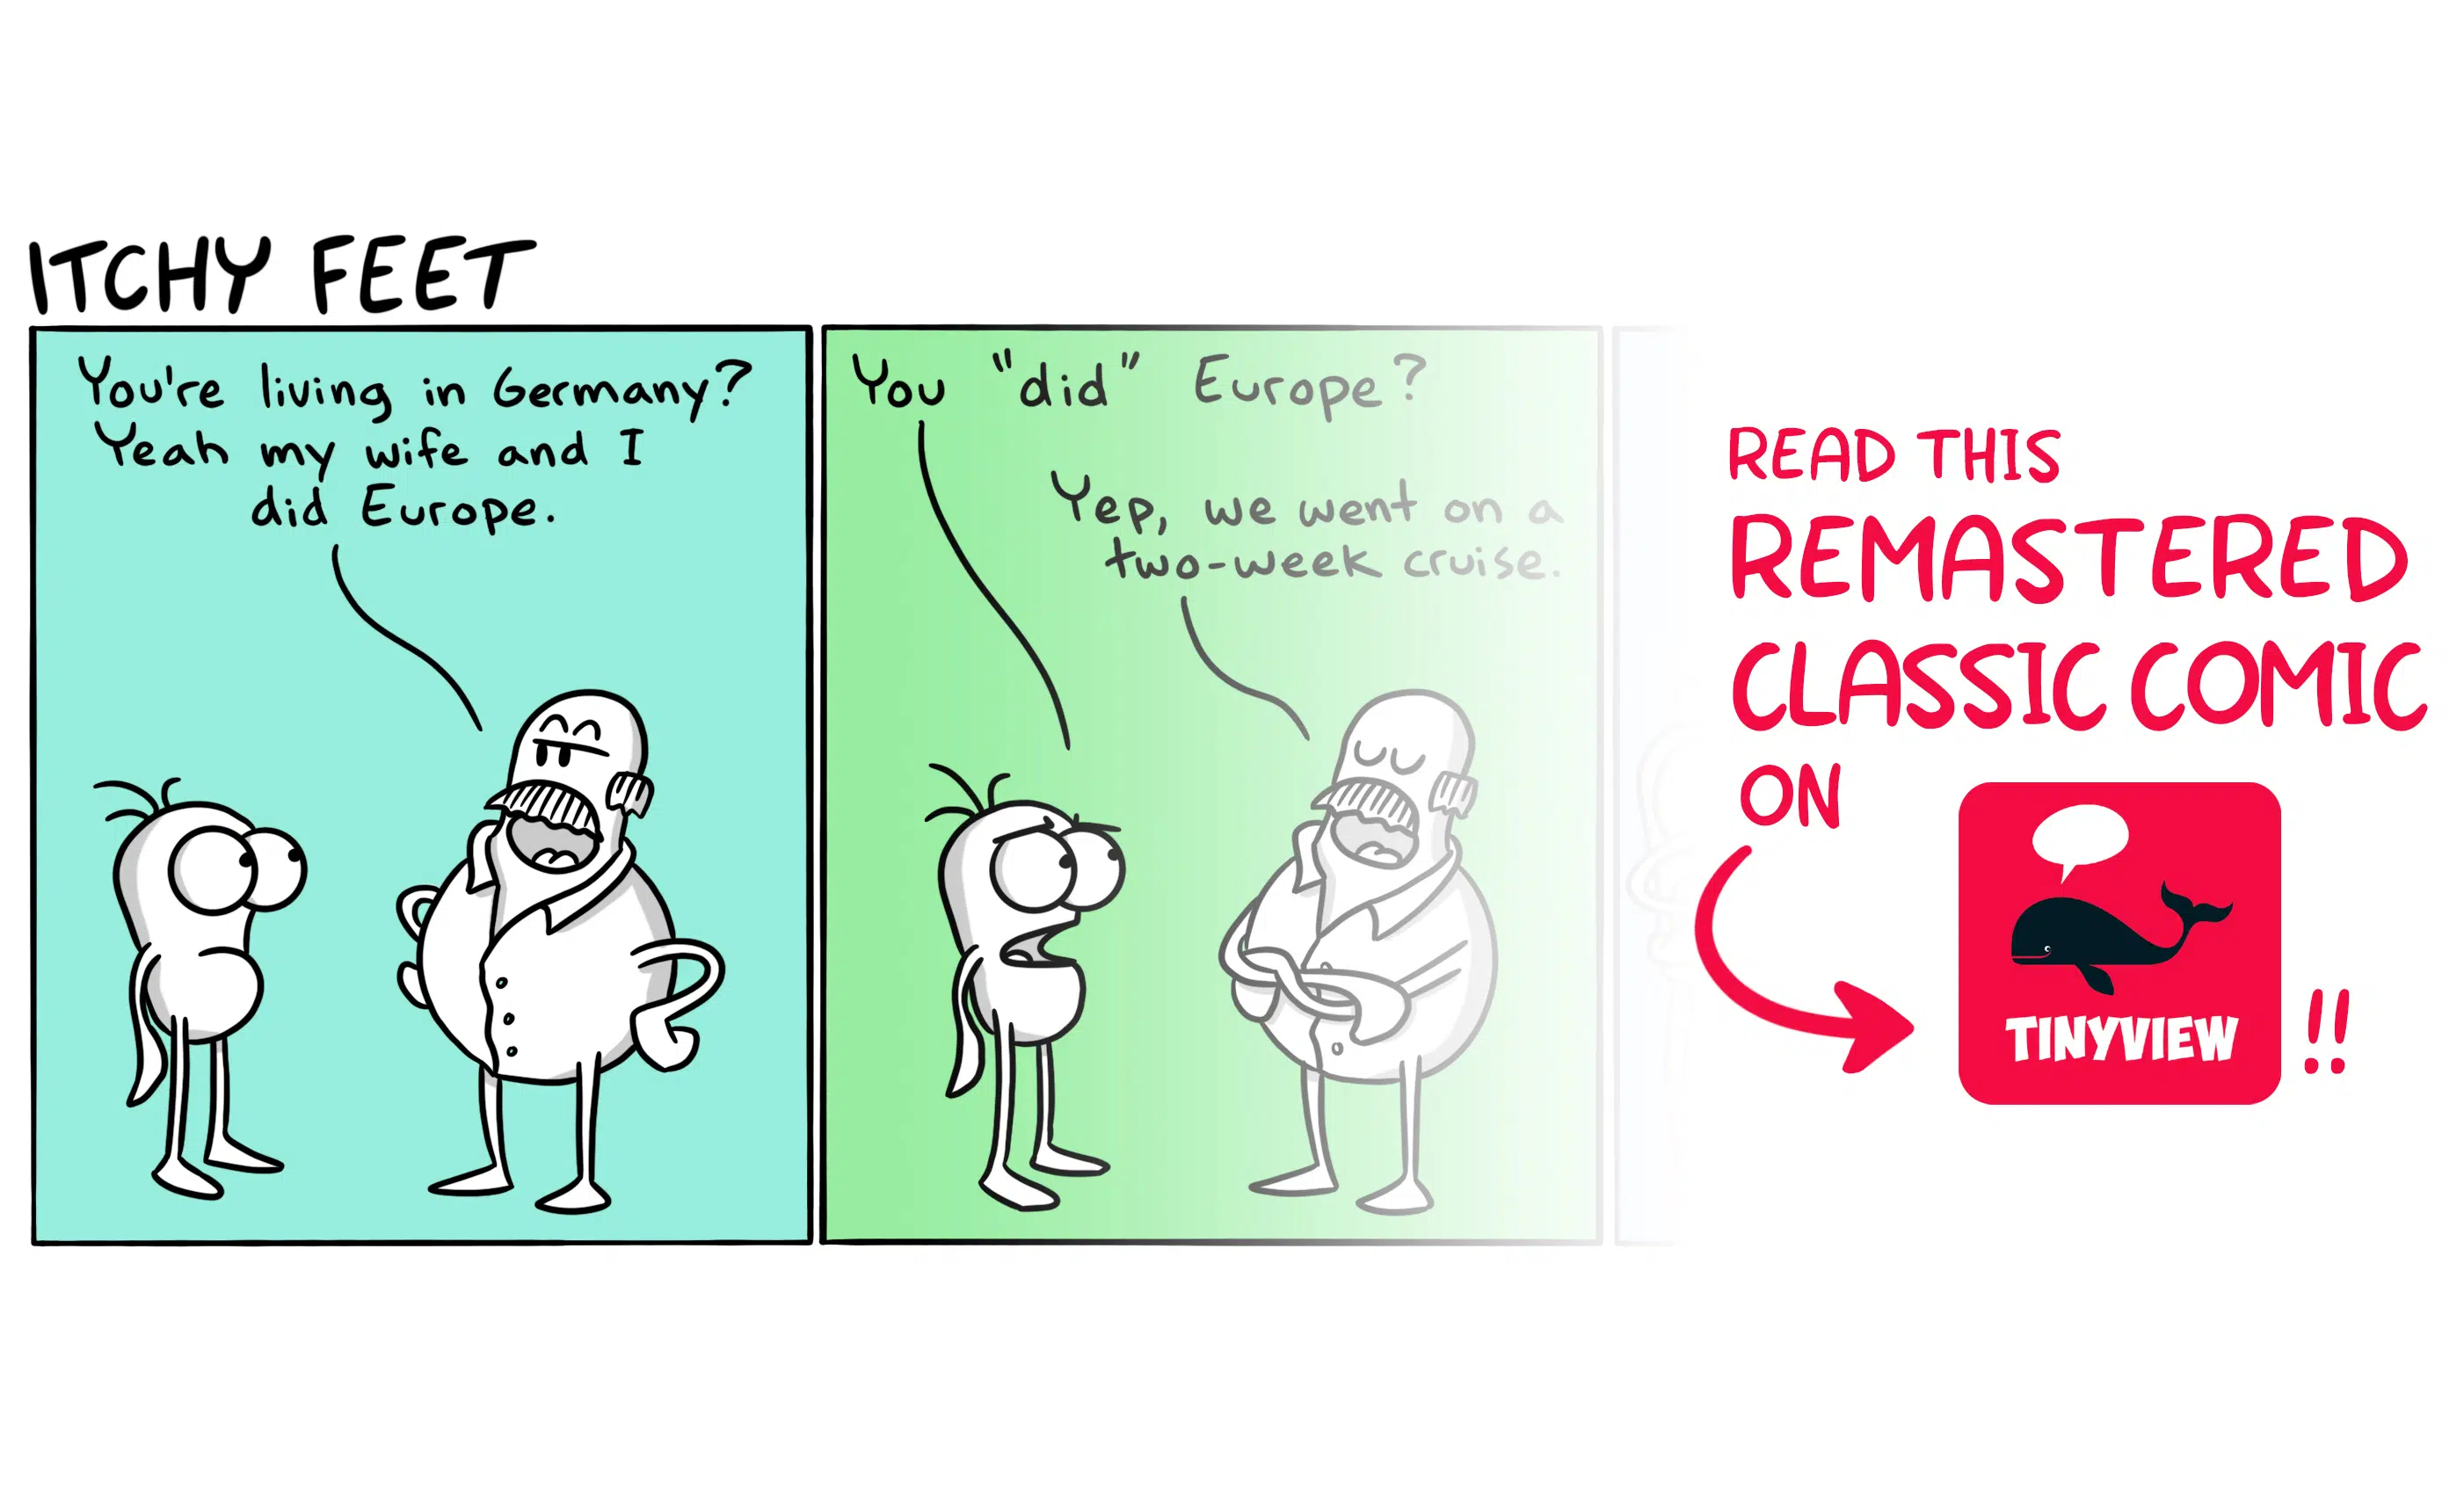 ITCHY FEET
You're living in Germany?
Yeah my wife and I
did Europe.
You "did" Europe?
Yep, we went on a
two-week cruise.
READ THIS
REMASTERED
CLASSIC COMIC
ON
TINYVIEW
!!